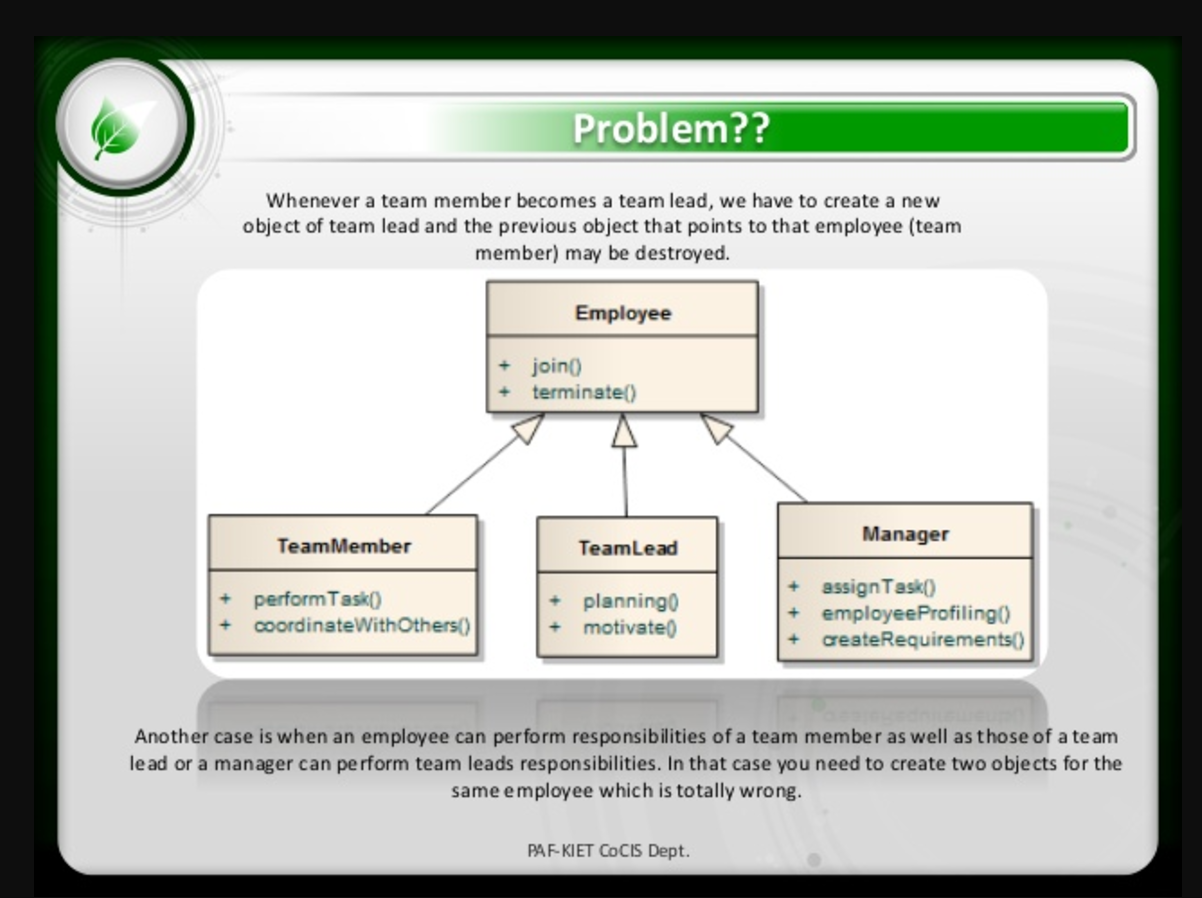 Problem??
Whenever a team member becomes a team lead, we have to create a new
object of team lead and the previous object that points to that employee (team
member) may be destroyed.
Employee
+ join()
+ terminate()
TeamMember
+ performTask()
+ coordinateWithOthers()
TeamLead
+ planning()
+ motivate()
Manager
+ assignTask()
+ employeeProfiling()
+ createRequirements()
Another case is when an employee can perform responsibilities of a team member as well as those of a team
lead or a manager can perform team leads responsibilities. In that case you need to create two objects for the
same employee which is totally wrong.
PAF-KIET CoCIS Dept.